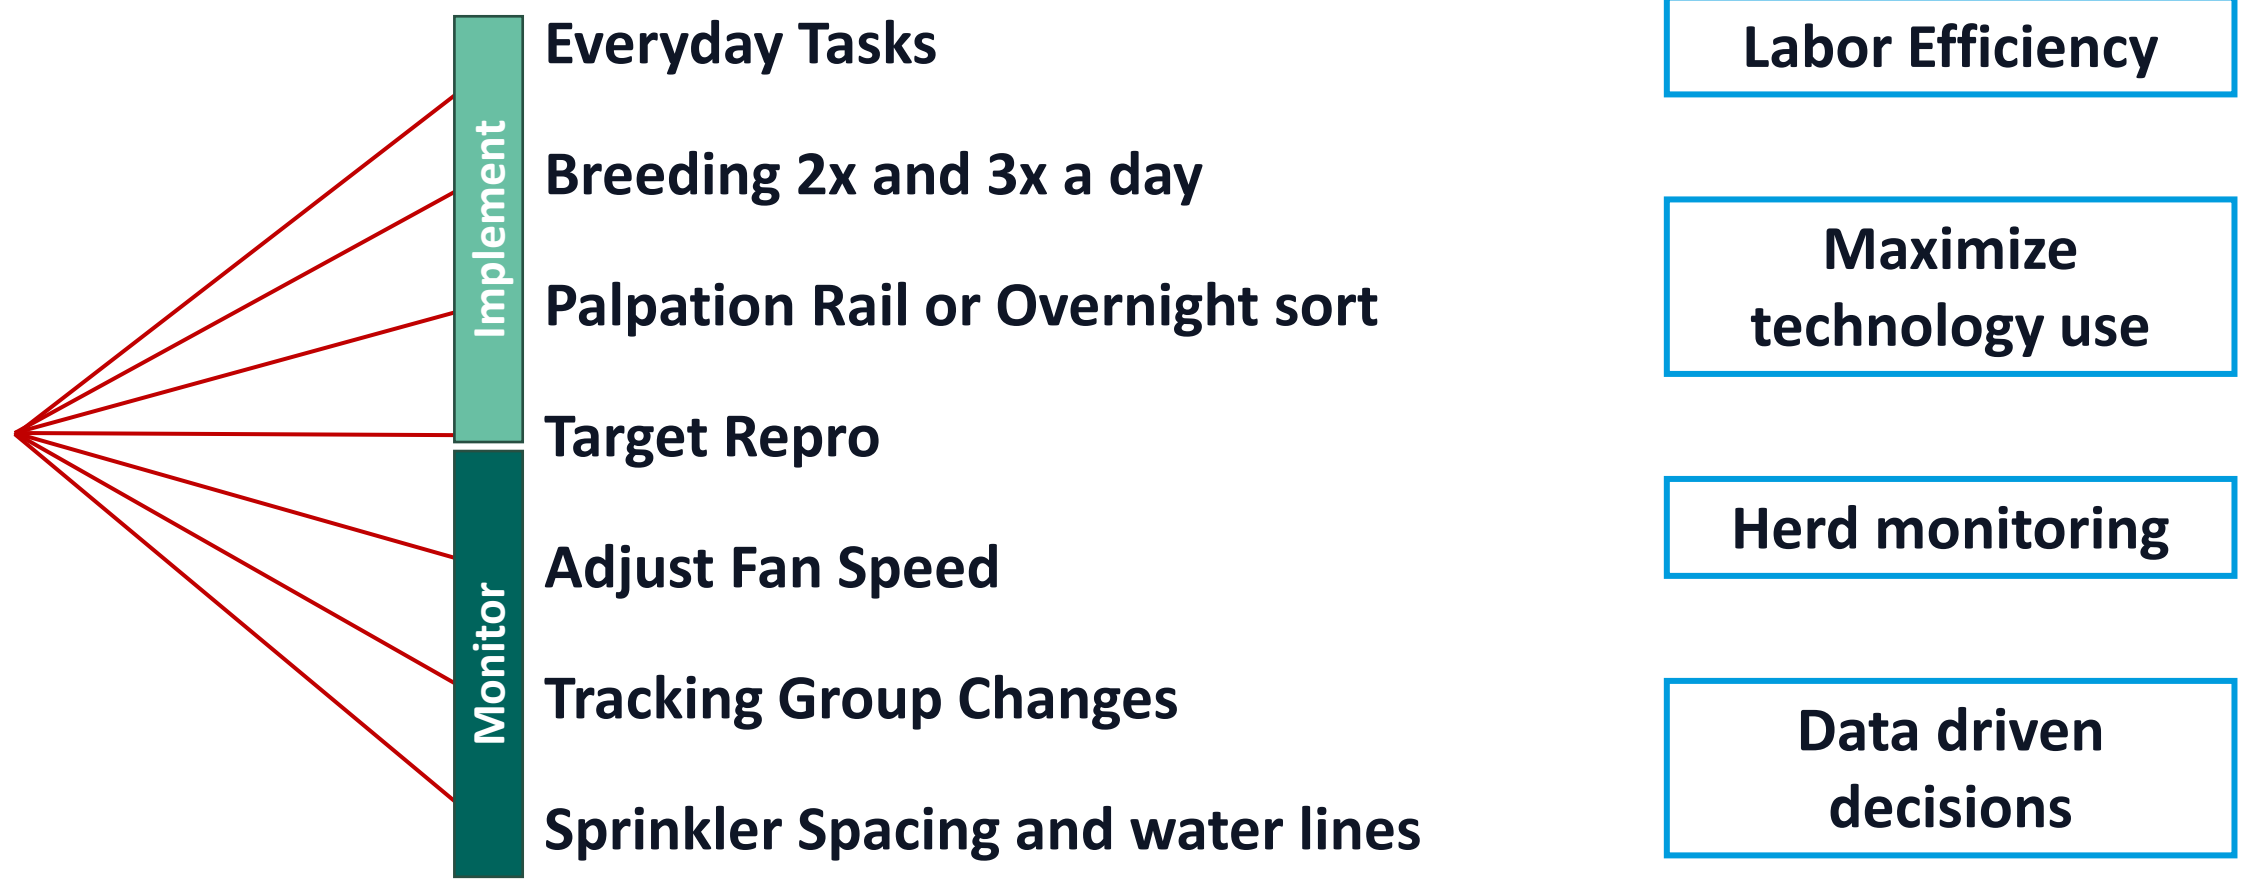 Implement
Everyday Tasks
Breeding 2x and 3x a day
Palpation Rail or Overnight sort
Target Repro
Monitor
Adjust Fan Speed
Tracking Group Changes
Sprinkler Spacing and water lines
Labor Efficiency
Maximize
technology use
Herd monitoring
Data driven
decisions